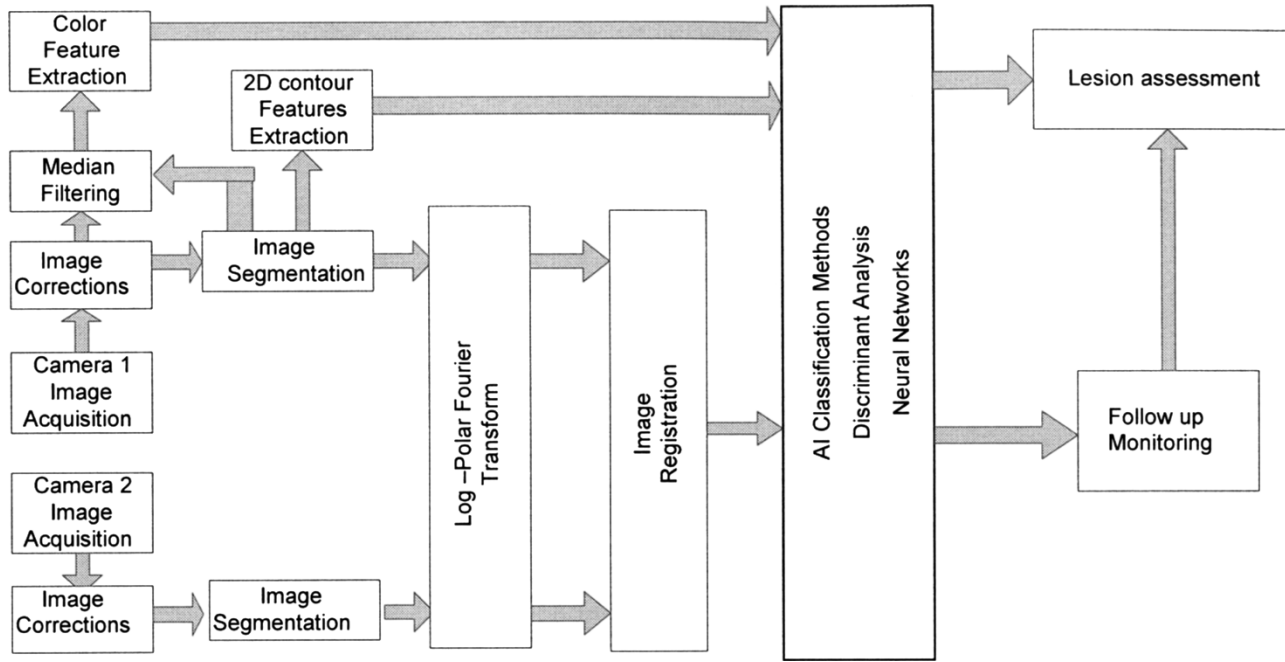 Color
Feature
Extraction
2D contour
Features
Extraction
Lesion assessment
Median
Filtering
Image
Corrections
Image
Segmentation
Camera 1
Image
Acquisition
Log –Polar Fourier
Transform
Image
Registration
AI Classification Methods
Discriminant Analysis
Neural Networks
Follow up
Monitoring
Camera 2
Image
Acquisition
Image
Corrections
Image
Segmentation